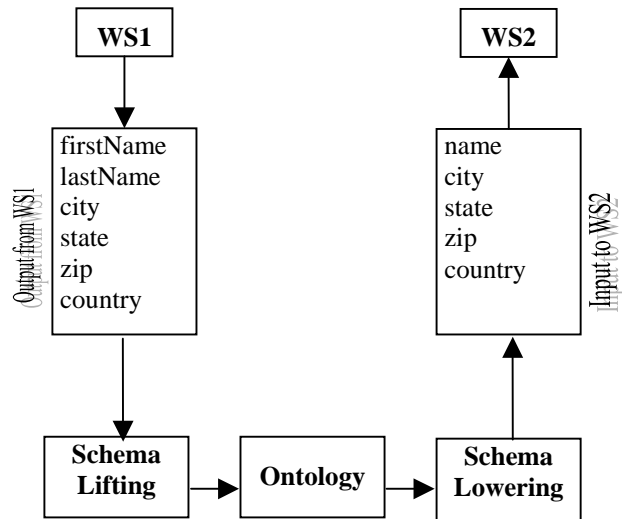 WS1
WS2
firstName
lastName
city
state
zip
country
Output from WS1
name
city
state
zip
country
Input to WS2
Schema
Lifting
Ontology
Schema
Lowering